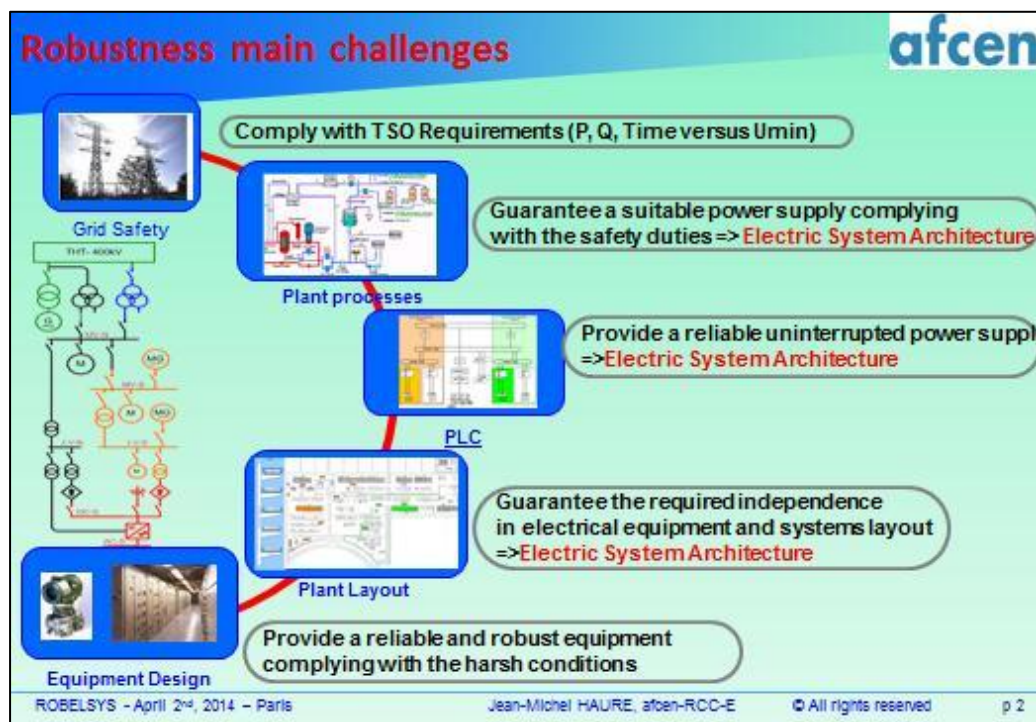 Robustness main challenges
afcen
Comply with TSO Requirements (P, Q, Time versus Umin)
Grid Safety
THT- 400kV
Guarantee a suitable power supply complying
with the safety duties => Electric System Architecture
Plant processes
G
M
MG
Provide a reliable uninterrupted power suppl
=>Electric System Architecture
M
MG
PLC
M
Guarantee the required independence
in electrical equipment and systems layout
=>Electric System Architecture
Plant Layout
Provide a reliable and robust equipment
complying with the harsh conditions
Equipment Design
ROBELSYS - April 2nd, 2014 – Paris
Jean-Michel HAURE, afcen-RCC-E
© All rights reserved
p 2